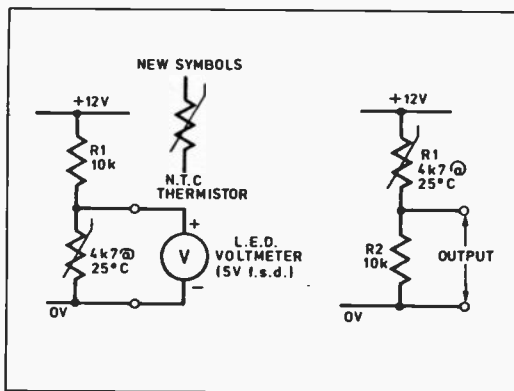 NEW SYMBOLS
N.T.C
THERMISTOR
+12V
R1
10k
4k7@
25°C
0V
+
V
−
L.E.D.
VOLTMETER
(5V f.s.d.)
+12V
R1
4k7@
25°C
R2
10k
OUTPUT
0V